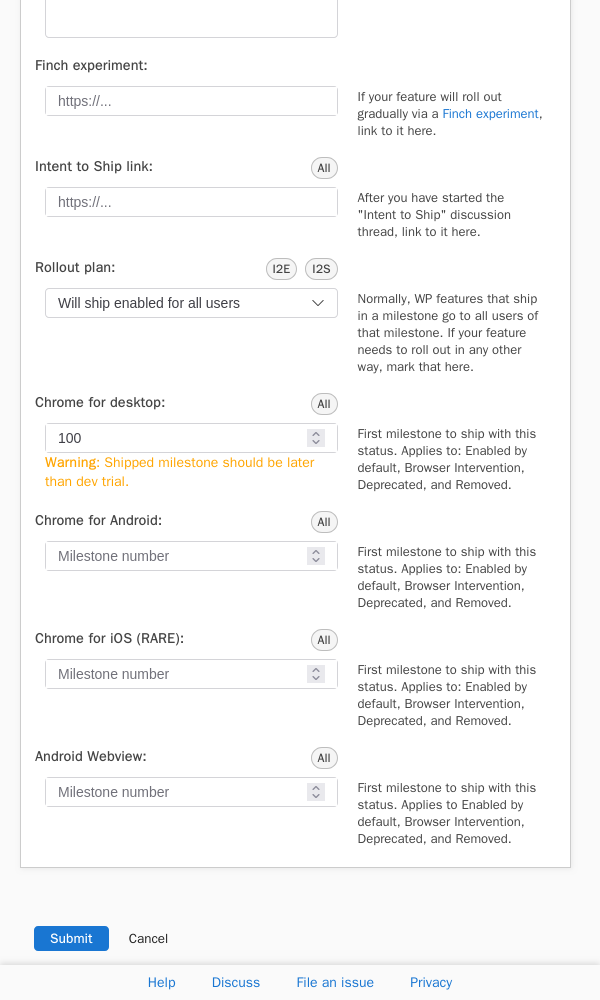 Finch experiment:
https://...
If your feature will roll out
gradually via a Finch experiment,
link to it here.
Intent to Ship link:
All
https://...
After you have started the
"Intent to Ship" discussion
thread, link to it here.
Rollout plan:
I2E
I2S
Will ship enabled for all users
Normally, WP features that ship
in a milestone go to all users of
that milestone. If your feature
needs to roll out in any other
way, mark that here.
Chrome for desktop:
All
100
Warning: Shipped milestone should be later
than dev trial.
First milestone to ship with this
status. Applies to: Enabled by
default, Browser Intervention,
Deprecated, and Removed.
Chrome for Android:
All
Milestone number
First milestone to ship with this
status. Applies to: Enabled by
default, Browser Intervention,
Deprecated, and Removed.
Chrome for iOS (RARE):
All
Milestone number
First milestone to ship with this
status. Applies to: Enabled by
default, Browser Intervention,
Deprecated, and Removed.
Android Webview:
All
Milestone number
First milestone to ship with this
status. Applies to Enabled by
default, Browser Intervention,
Deprecated, and Removed.
Submit
Cancel
Help
Discuss
File an issue
Privacy